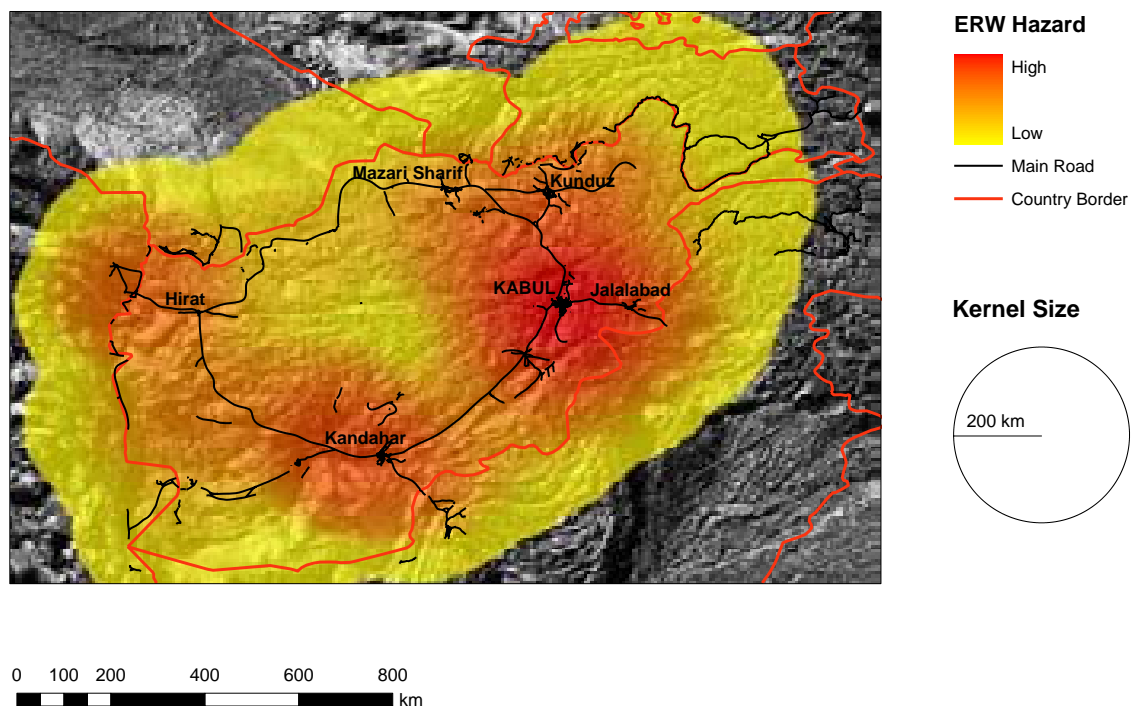 ERW Hazard
High
Low
Main Road
Country Border
Mazari Sharif
Kunduz
KABUL
Jalalabad
Hirat
Kandahar
Kernel Size
200 km
0 100 200 400 600 800
km